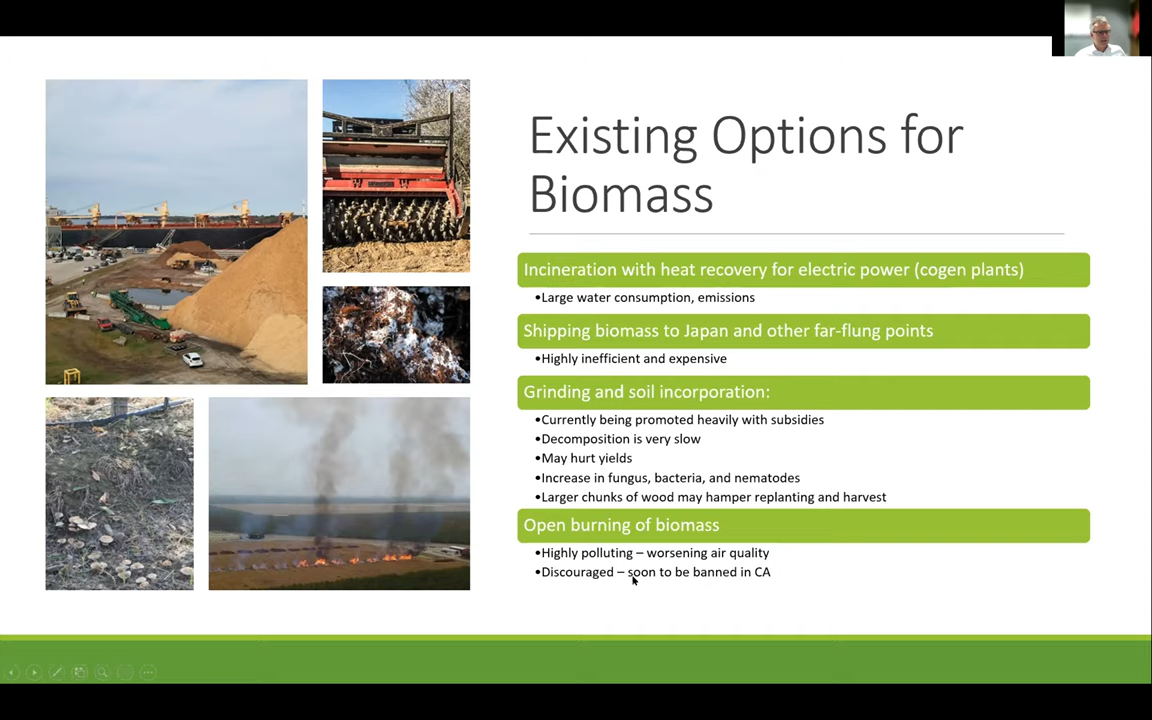 Existing Options for
Biomass
Incineration with heat recovery for electric power (cogen plants)
•Large water consumption, emissions
Shipping biomass to Japan and other far-flung points
•Highly inefficient and expensive
Grinding and soil incorporation:
•Currently being promoted heavily with subsidies
•Decomposition is very slow
•May hurt yields
•Increase in fungus, bacteria, and nematodes
•Larger chunks of wood may hamper replanting and harvest
Open burning of biomass
•Highly polluting – worsening air quality
•Discouraged – soon to be banned in CA